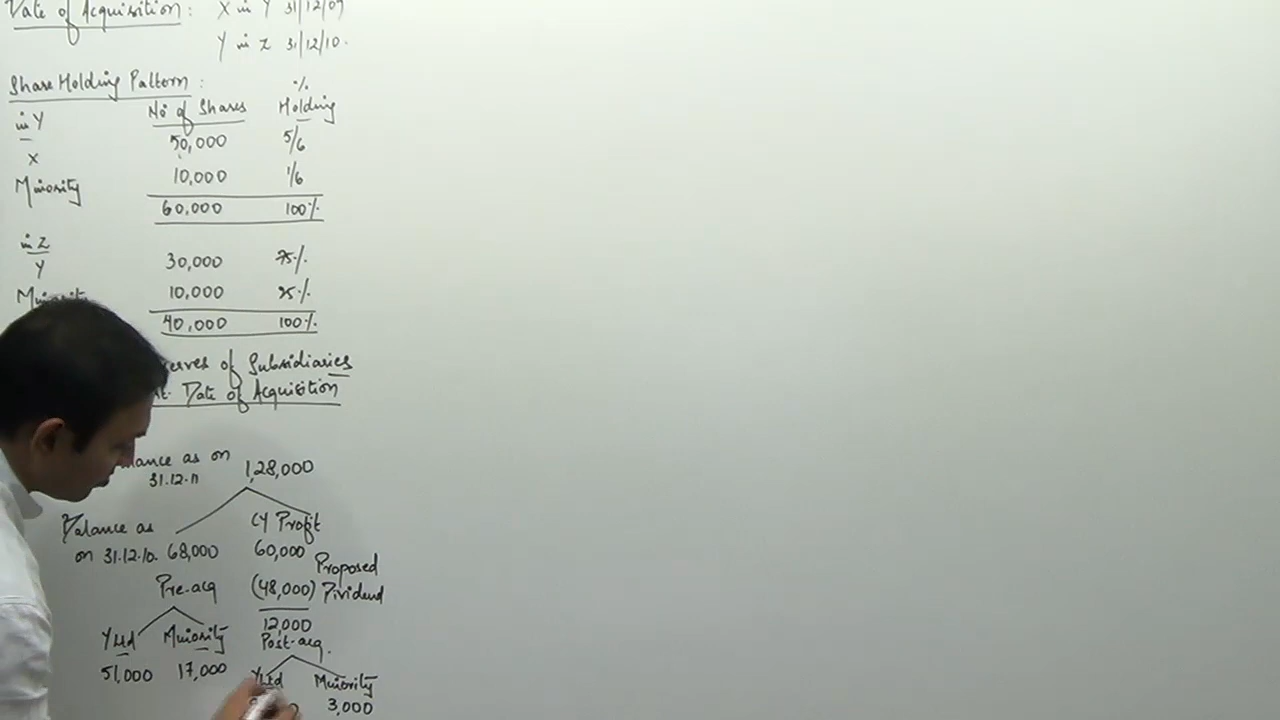 Date of Acquisition : X in Y 31/12/09
Y in Z 31/12/10.
Share Holding Pattern :
%
in Y No of Shares Holding
X 50,000 5/6
Minority 10,000 1/6
60,000 100%
in Z
Y 30,000 75%
10,000 25%
40,000 100%
of Subsidiaries
Date of Acquisition
as on 1,28,000
31.12.11
Balance as CY Profit
on 31.12.10. 68,000 60,000 Proposed
Pre-acq (48,000) Dividend
12,000
Y Ltd Minority Post-acq.
51,000 17,000 Y Ltd Minority
3,000